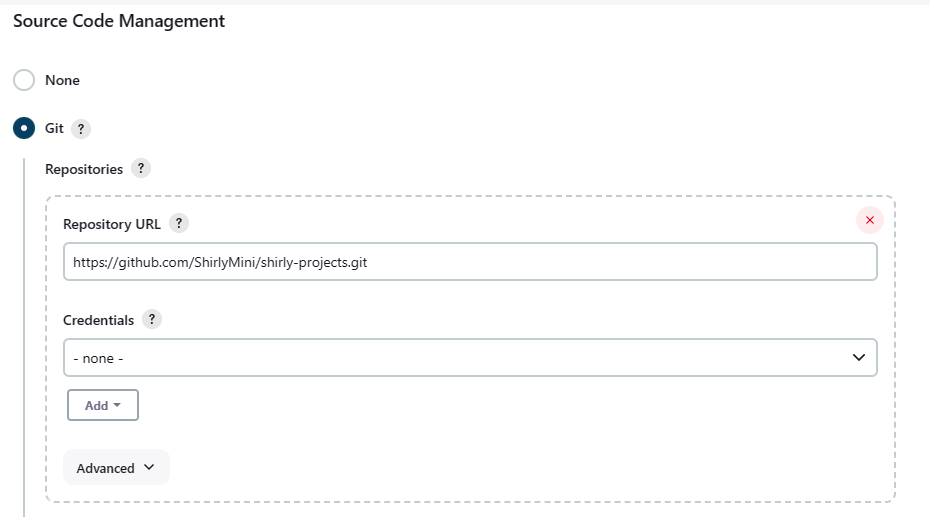 Source Code Management
None
Git ?
Repositories ?
Repository URL ?
https://github.com/ShirlyMini/shirly-projects.git
Credentials ?
- none -
Add
Advanced